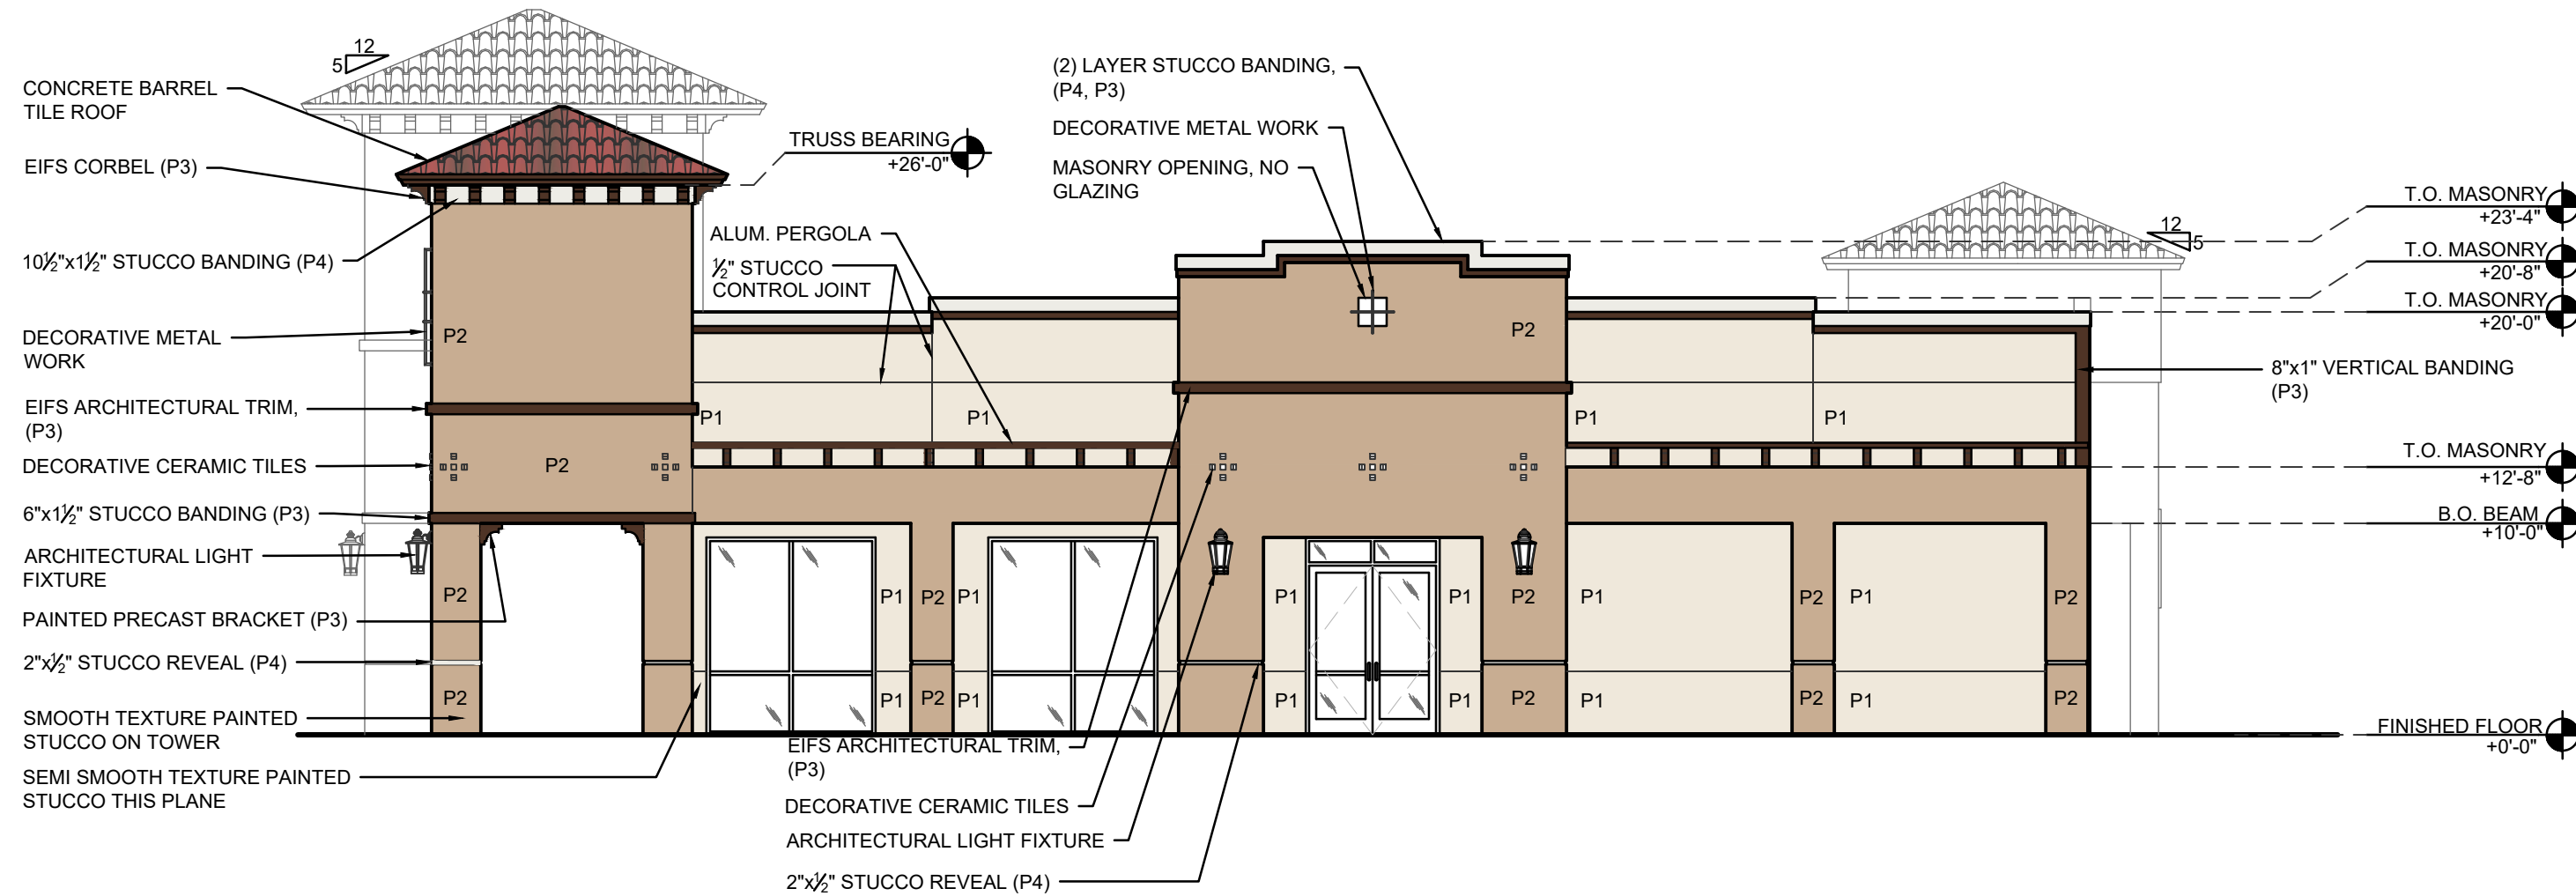 12
5
CONCRETE BARREL
TILE ROOF
EIFS CORBEL (P3)
10½"x1½" STUCCO BANDING (P4)
DECORATIVE METAL
WORK
EIFS ARCHITECTURAL TRIM,
(P3)
DECORATIVE CERAMIC TILES
6"x1½" STUCCO BANDING (P3)
ARCHITECTURAL LIGHT
FIXTURE
PAINTED PRECAST BRACKET (P3)
2"x½" STUCCO REVEAL (P4)
SMOOTH TEXTURE PAINTED
STUCCO ON TOWER
SEMI SMOOTH TEXTURE PAINTED
STUCCO THIS PLANE
TRUSS BEARING
+26'-0"
ALUM. PERGOLA
½" STUCCO
CONTROL JOINT
(2) LAYER STUCCO BANDING,
(P4, P3)
DECORATIVE METAL WORK
MASONRY OPENING, NO
GLAZING
12
5
T.O. MASONRY
+23'-4"
T.O. MASONRY
+20'-8"
T.O. MASONRY
+20'-0"
8"x1" VERTICAL BANDING
(P3)
T.O. MASONRY
+12'-8"
B.O. BEAM
+10'-0"
FINISHED FLOOR
+0'-0"
P2
P2
P1
P1
P2
P1
P1
P2
P2
P1
P2
P1
P1
P1
P2
P1
P2
P1
P2
P1
P2
P1
P1
P1
P2
P1
P2
P1
P2
EIFS ARCHITECTURAL TRIM,
(P3)
DECORATIVE CERAMIC TILES
ARCHITECTURAL LIGHT FIXTURE
2"x½" STUCCO REVEAL (P4)